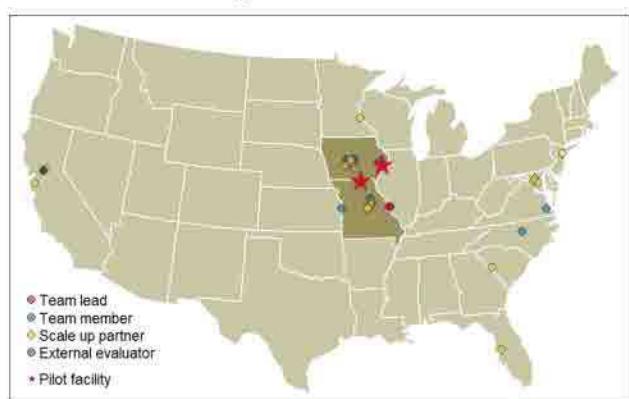 Team lead
Team member
Scale up partner
External evaluator
Pilot facility